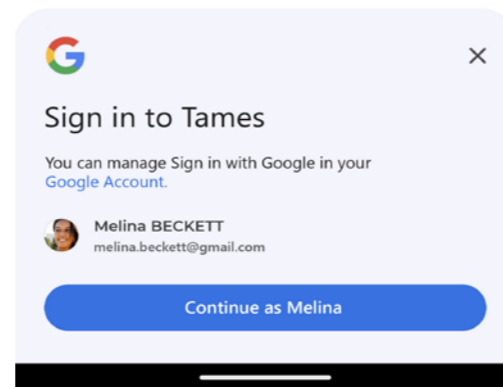 Sign in to Tames
You can manage Sign in with Google in your
Google Account.
Melina BECKETT
melina.beckett@gmail.com
Continue as Melina